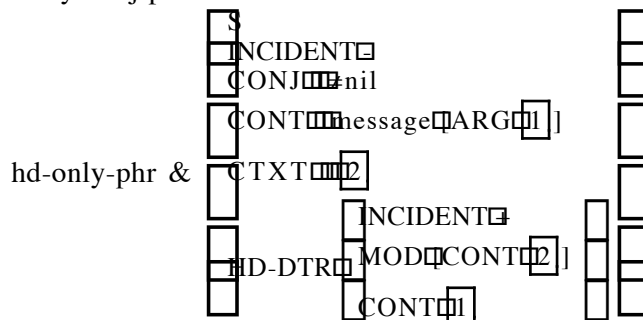 S
INCIDENT□-
CONJ□□≠nil
CONT□□□message□[ARG□1]
hd-only-phr & CTXT□□□□2
INCIDENT□+
HD-DTR□ MOD□[CONT□2]
CONT□1